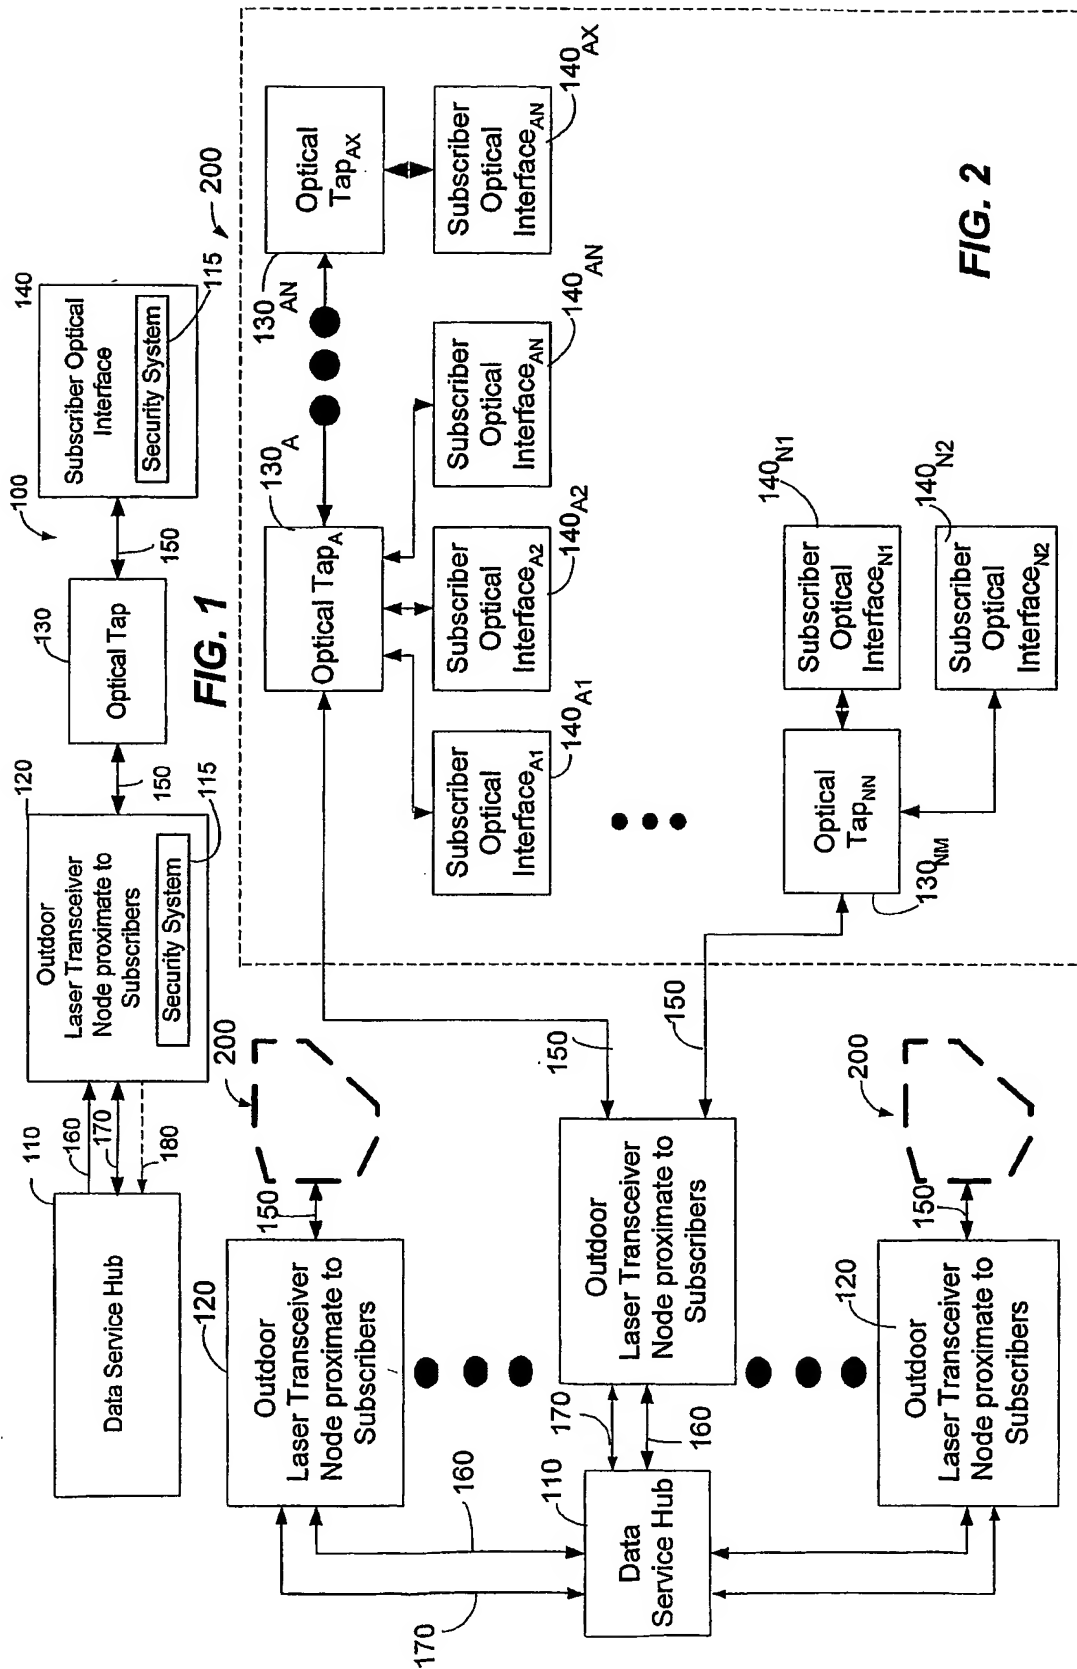 100
110
Data Service Hub
160
170
180
120
Outdoor
Laser Transceiver
Node proximate to
Subscribers
Security System
115
150
130
Optical Tap
150
140
Subscriber Optical
Interface
Security System
115
FIG. 1
200
120
Outdoor
Laser Transceiver
Node proximate to
Subscribers
150
200
160
170
110
Data
Service Hub
170
160
Outdoor
Laser Transceiver
Node proximate to
Subscribers
150
150
120
Outdoor
Laser Transceiver
Node proximate to
Subscribers
150
200
130A
Optical TapA
130AN
Optical
TapAX
Subscriber
Optical
InterfaceA1
140A1
Subscriber
Optical
InterfaceA2
140A2
Subscriber
Optical
InterfaceAN
140AN
Subscriber
Optical
InterfaceAN
140AX
Optical
TapNN
130NM
Subscriber
Optical
InterfaceN1
140N1
Subscriber
Optical
InterfaceN2
140N2
FIG. 2